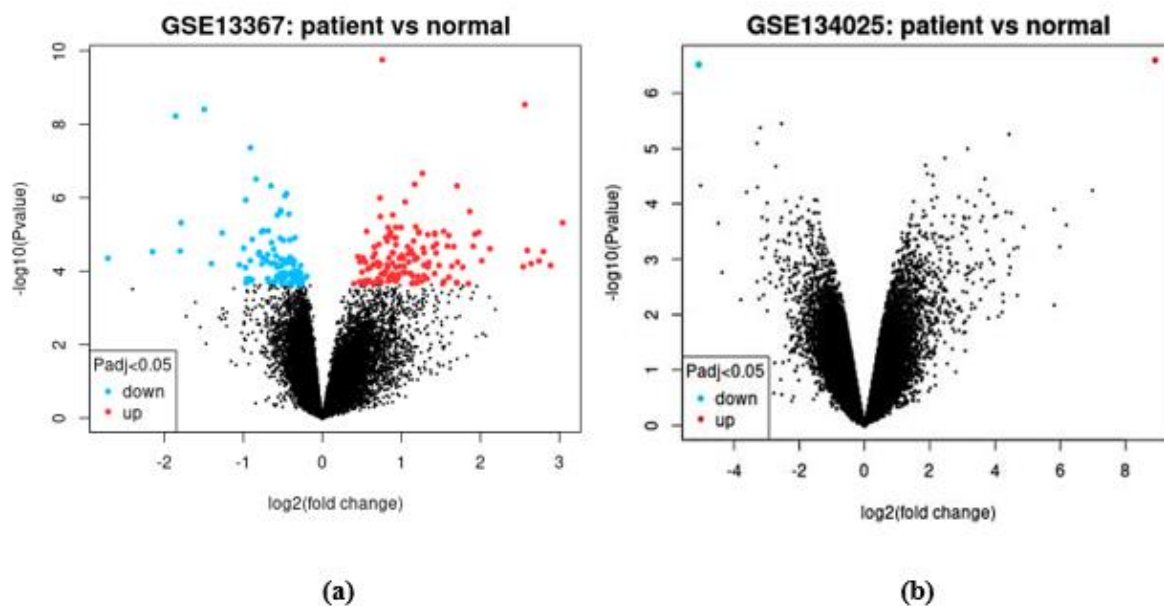 GSE13367: patient vs normal
-log10(Pvalue)
10
8
6
4
2
0
Padj<0.05
down
up
-2 -1 0 1 2 3
log2(fold change)
(a)
GSE134025: patient vs normal
-log10(Pvalue)
6
5
4
3
2
1
0
Padj<0.05
down
up
-4 -2 0 2 4 6 8
log2(fold change)
(b)